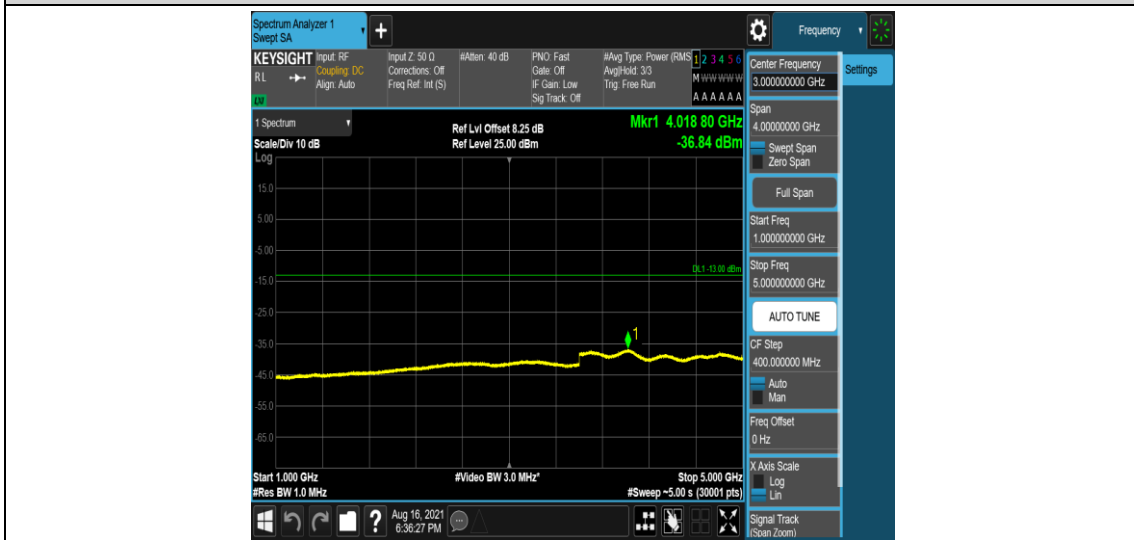 Spectrum Analyzer 1
Swept SA
+
Frequency
KEYSIGHT
RL
Input: RF
Coupling: DC
Align: Auto
Input Z: 50 Ω
Corrections: Off
Freq Ref: Int (S)
#Atten: 40 dB
PNO: Fast
Gate: Off
IF Gain: Low
Sig Track: Off
#Avg Type: Power (RMS
Avg|Hold: 3/3
Trig: Free Run
1 2 3 4 5 6
M W W W W W
A A A A A A
1 Spectrum
Scale/Div 10 dB
Log
Ref Lvl Offset 8.25 dB
Ref Level 25.00 dBm
Mkr1 4.018 80 GHz
-36.84 dBm
15.0
5.00
-5.00
-15.0
-25.0
-35.0
-45.0
-55.0
-65.0
DL1 -13.00 dBm
1
Start 1.000 GHz
#Res BW 1.0 MHz
#Video BW 3.0 MHz*
Stop 5.000 GHz
#Sweep ~5.00 s (30001 pts)
Center Frequency
3.000000000 GHz
Settings
Span
4.00000000 GHz
Swept Span
Zero Span
Full Span
Start Freq
1.000000000 GHz
Stop Freq
5.000000000 GHz
AUTO TUNE
CF Step
400.000000 MHz
Auto
Man
Freq Offset
0 Hz
X Axis Scale
Log
Lin
Signal Track
(Span Zoom)
?
Aug 16, 2021
6:36:27 PM